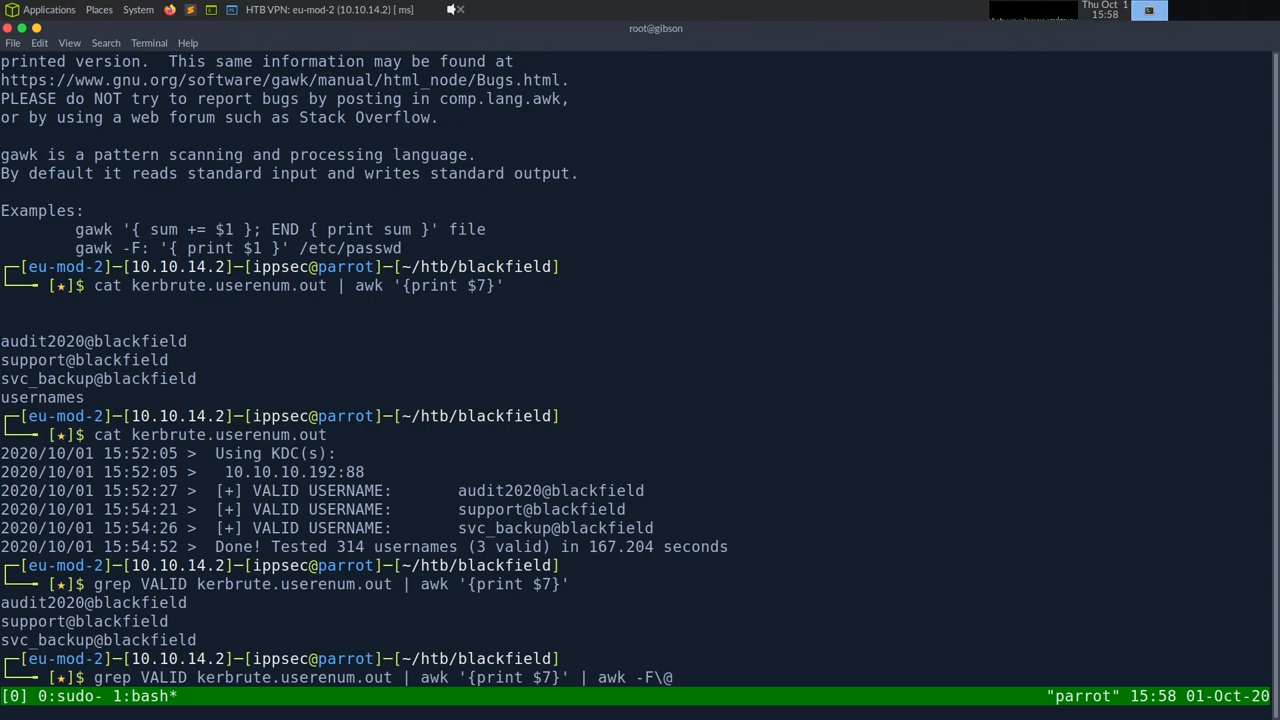 Applications Places System HTB VPN: eu-mod-2 (10.10.14.2) [ ms] Thu Oct 1
15:58
root@gibson
File Edit View Search Terminal Help
printed version.  This same information may be found at
https://www.gnu.org/software/gawk/manual/html_node/Bugs.html.
PLEASE do NOT try to report bugs by posting in comp.lang.awk,
or by using a web forum such as Stack Overflow.
gawk is a pattern scanning and processing language.
By default it reads standard input and writes standard output.
Examples:
        gawk '{ sum += $1 }; END { print sum }' file
        gawk -F: '{ print $1 }' /etc/passwd
┌─[eu-mod-2]─[10.10.14.2]─[ippsec@parrot]─[~/htb/blackfield]
└──╼ [★]$ cat kerbrute.userenum.out | awk '{print $7}'
audit2020@blackfield
support@blackfield
svc_backup@blackfield
usernames
┌─[eu-mod-2]─[10.10.14.2]─[ippsec@parrot]─[~/htb/blackfield]
└──╼ [★]$ cat kerbrute.userenum.out
2020/10/01 15:52:05 >  Using KDC(s):
2020/10/01 15:52:05 >   10.10.10.192:88
2020/10/01 15:52:27 >  [+] VALID USERNAME:       audit2020@blackfield
2020/10/01 15:54:21 >  [+] VALID USERNAME:       support@blackfield
2020/10/01 15:54:26 >  [+] VALID USERNAME:       svc_backup@blackfield
2020/10/01 15:54:52 >  Done! Tested 314 usernames (3 valid) in 167.204 seconds
┌─[eu-mod-2]─[10.10.14.2]─[ippsec@parrot]─[~/htb/blackfield]
└──╼ [★]$ grep VALID kerbrute.userenum.out | awk '{print $7}'
audit2020@blackfield
support@blackfield
svc_backup@blackfield
┌─[eu-mod-2]─[10.10.14.2]─[ippsec@parrot]─[~/htb/blackfield]
└──╼ [★]$ grep VALID kerbrute.userenum.out | awk '{print $7}' | awk -F\@
[0] 0:sudo- 1:bash* "parrot" 15:58 01-Oct-20